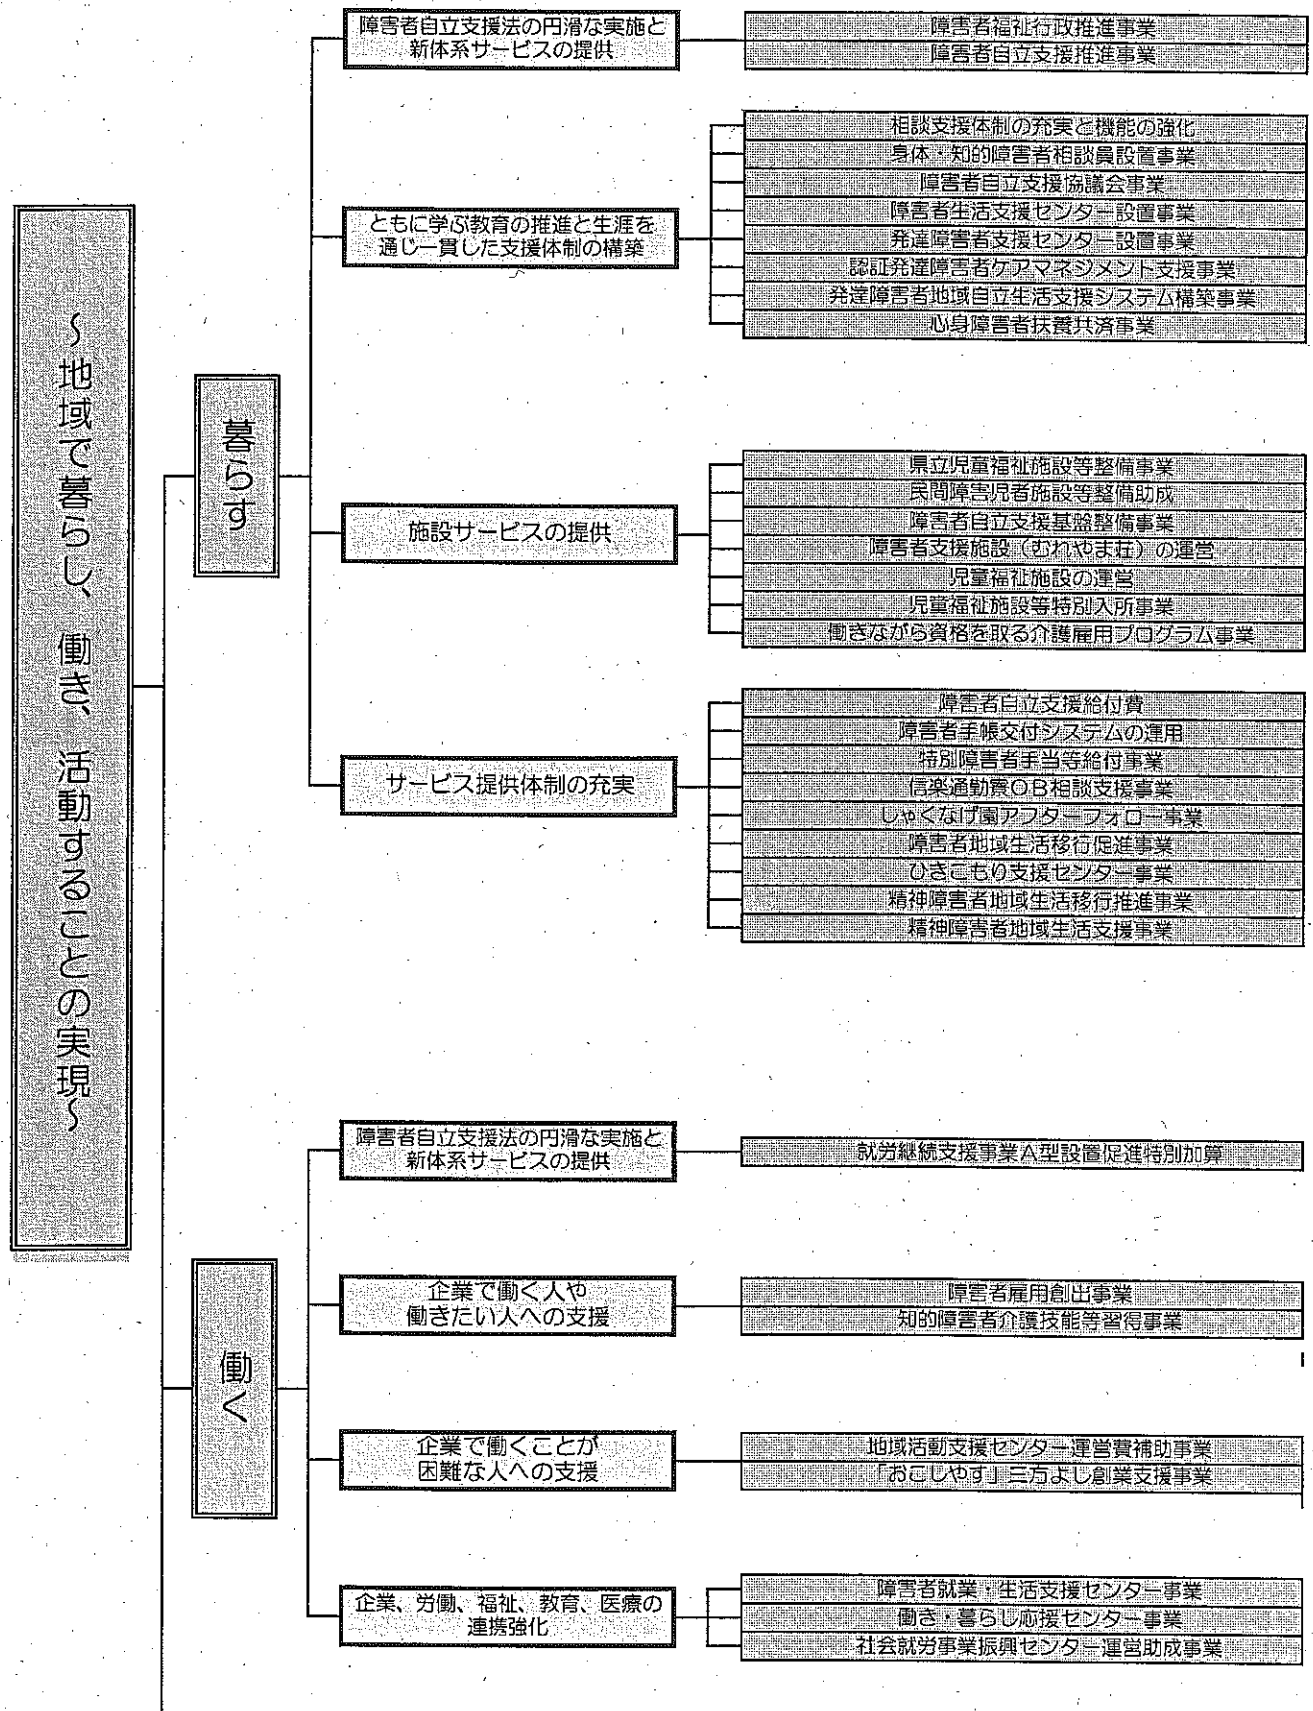 ～地域で暮らし、働き、活動することの実現～
暮らす
障害者自立支援法の円滑な実施と
新体系サービスの提供
障害者福祉行政推進事業
障害者自立支援推進事業
ともに学ぶ教育の推進と生涯を
通じ一貫した支援体制の構築
相談支援体制の充実と機能の強化
身体・知的障害者相談員設置事業
障害者自立支援協議会事業
障害者生活支援センター設置事業
発達障害者支援センター設置事業
認証発達障害者ケアマネジメント支援事業
発達障害者地域自立生活支援システム構築事業
心身障害者扶養共済事業
施設サービスの提供
県立児童福祉施設等整備事業
民間障害児者施設等整備助成
障害者自立支援基盤整備事業
障害者支援施設（むれやま荘）の運営
児童福祉施設の運営
児童福祉施設等特別入所事業
働きながら資格を取る介護雇用プログラム事業
サービス提供体制の充実
障害者自立支援給付費
障害者手帳交付システムの運用
特別障害者手当等給付事業
信楽通勤寮ＯＢ相談支援事業
しゃくなげ園アフターフォロー事業
障害者地域生活移行促進事業
ひきこもり支援センター事業
精神障害者地域生活移行推進事業
精神障害者地域生活支援事業
働く
障害者自立支援法の円滑な実施と
新体系サービスの提供
就労継続支援事業Ａ型設置促進特別加算
企業で働く人や
働きたい人への支援
障害者雇用創出事業
知的障害者介護技能等習得事業
企業で働くことが
困難な人への支援
地域活動支援センター運営費補助事業
「おこしやす」三方よし創業支援事業
企業、労働、福祉、教育、医療の
連携強化
障害者就業・生活支援センター事業
働き・暮らし応援センター事業
社会就労事業振興センター運営助成事業